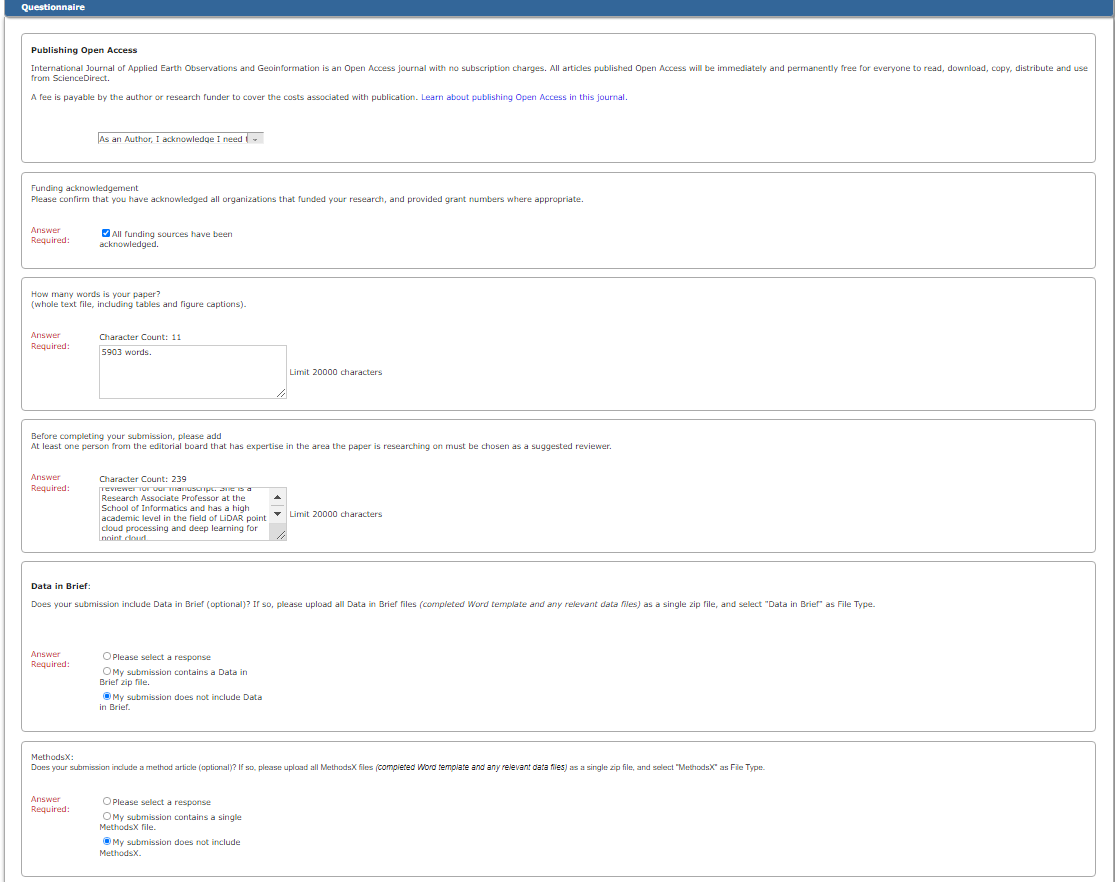 Questionnaire
Publishing Open Access
International Journal of Applied Earth Observations and Geoinformation is an Open Access journal with no subscription charges. All articles published Open Access will be immediately and permanently free for everyone to read, download, copy, distribute and use
from ScienceDirect.
A fee is payable by the author or research funder to cover the costs associated with publication. Learn about publishing Open Access in this journal.
As an Author, I acknowledge I need
Funding acknowledgement
Please confirm that you have acknowledged all organizations that funded your research, and provided grant numbers where appropriate.
Answer
Required:
All funding sources have been
acknowledged.
How many words is your paper?
(whole text file, including tables and figure captions).
Answer
Required:
Character Count: 11
5903 words.
Limit 20000 characters
Before completing your submission, please add
At least one person from the editorial board that has expertise in the area the paper is researching on must be chosen as a suggested reviewer.
Answer
Required:
Character Count: 239
reviewer for our manuscript. She is a
Research Associate Professor at the
School of Informatics and has a high
academic level in the field of LiDAR point
cloud processing and deep learning for
point cloud.
Limit 20000 characters
Data in Brief:
Does your submission include Data in Brief (optional)? If so, please upload all Data in Brief files (completed Word template and any relevant data files) as a single zip file, and select "Data in Brief" as File Type.
Answer
Required:
Please select a response
My submission contains a Data in
Brief zip file.
My submission does not include Data
in Brief.
MethodsX:
Does your submission include a method article (optional)? If so, please upload all MethodsX files (completed Word template and any relevant data files) as a single zip file, and select "MethodsX" as File Type.
Answer
Required:
Please select a response
My submission contains a single
MethodsX file.
My submission does not include
MethodsX.